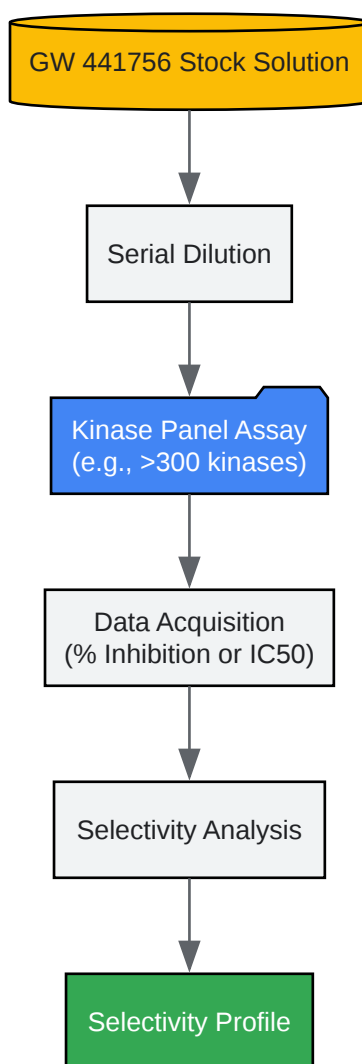 GW 441756 Stock Solution
Serial Dilution
Kinase Panel Assay
(e.g., >300 kinases)
Data Acquisition
(% Inhibition or IC50)
Selectivity Analysis
Selectivity Profile